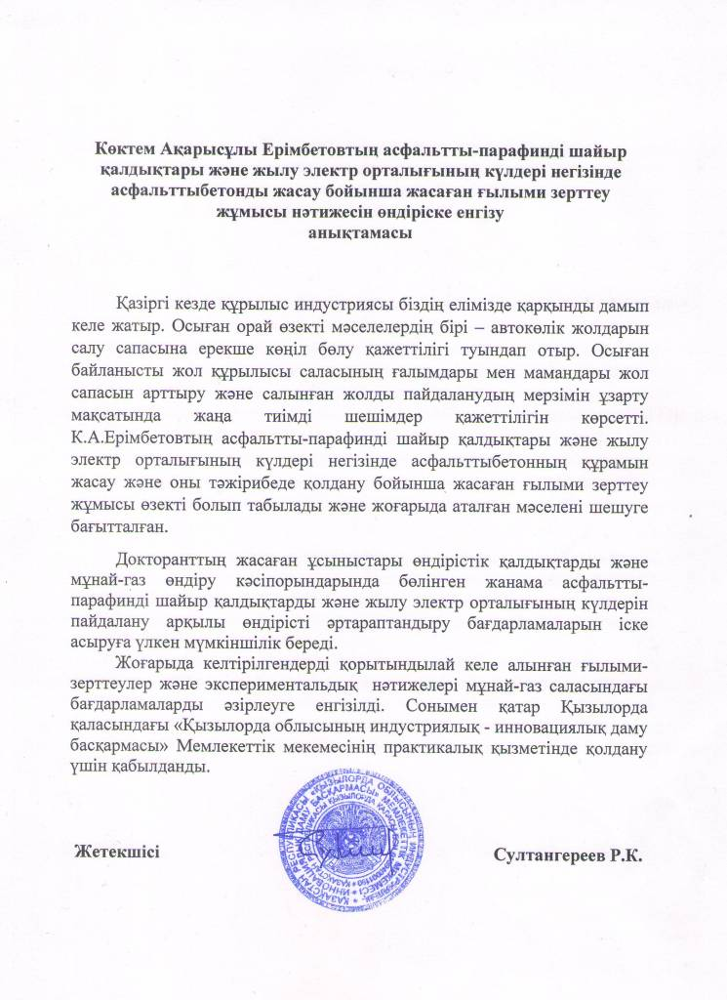 Көктем Ақарысұлы Ерімбетовтың асфальтты-парафинді шайыр
қалдықтары және жылу электр орталығының күлдері негізінде
асфальттыбетонды жасау бойынша жасаған ғылыми зерттеу
жұмысы нәтижесін өндіріске енгізу
анықтамасы
Қазіргі кезде құрылыс индустриясы біздің елімізде қарқынды дамып
келе жатыр. Осыған орай өзекті мәселелердің бірі – автокөлік жолдарын
салу сапасына ерекше көңіл бөлу қажеттілігі туындап отыр. Осыған
байланысты жол құрылысы саласының ғалымдары мен мамандары жол
сапасын арттыру және салынған жолды пайдаланудың мерзімін ұзарту
мақсатында жаңа тиімді шешімдер қажеттілігін көрсетті.
К.А.Ерімбетовтың асфальтты-парафинді шайыр қалдықтары және жылу
электр орталығының күлдері негізінде асфальттыбетонның құрамын
жасау және оны тәжірибеде қолдану бойынша жасаған ғылыми зерттеу
жұмысы өзекті болып табылады және жоғарыда аталған мәселені шешуге
бағытталған.
Докторанттың жасаған ұсыныстары өндірістік қалдықтарды және
мұнай-газ өндіру кәсіпорындарында бөлінген жанама асфальтты-
парафинді шайыр қалдықтарды және жылу электр орталығының күлдерін
пайдалану арқылы өндірісті әртараптандыру бағдарламаларын іске
асыруға үлкен мүмкіншілік береді.
Жоғарыда келтірілгендерді қорытындылай келе алынған ғылыми-
зерттеулер және экспериментальдық нәтижелері мұнай-газ саласындағы
бағдарламаларды әзірлеуге енгізілді. Сонымен қатар Қызылорда
қаласындағы «Қызылорда облысының индустриялық - инновациялық даму
басқармасы» Мемлекеттік мекемесінің практикалық қызметінде қолдану
үшін қабылданды.
Жетекшісі
Султангереев Р.К.